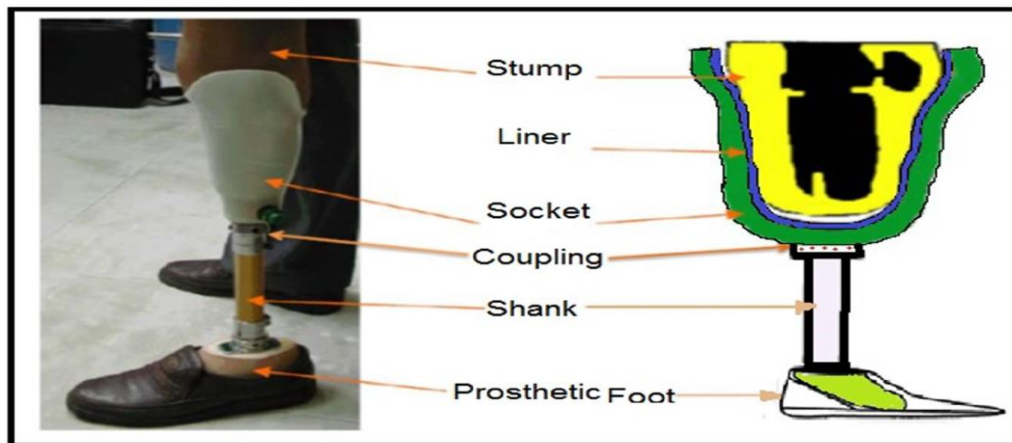 Stump
Liner
Socket
Coupling
Shank
Prosthetic Foot